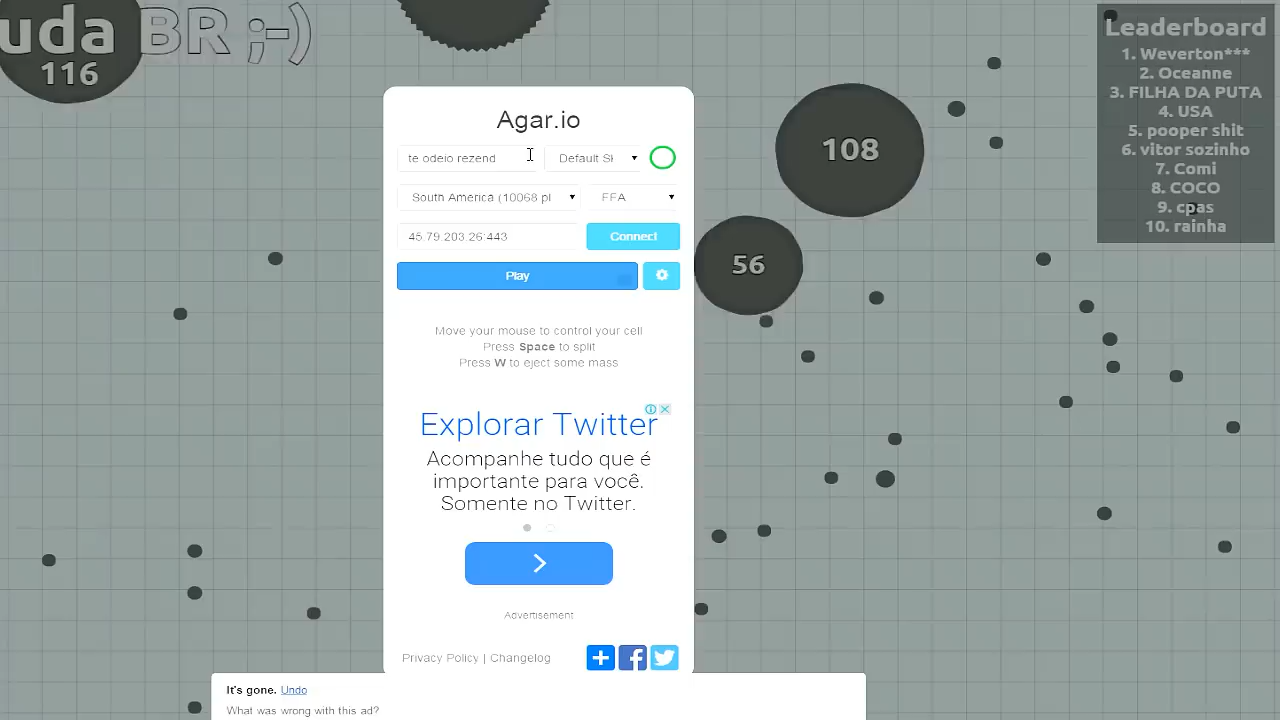 uda BR ;-)
116
Leaderboard
1. Weverton***
2. Oceanne
3. FILHA DA PUTA
4. USA
5. pooper shit
6. vitor sozinho
7. Comi
8. COCO
9. cpas
10. rainha
108
56
Agar.io
te odeio rezend
Default Sk
South America (10068 pl
FFA
45.79.203.26:443
Connect
Play
Move your mouse to control your cell
Press Space to split
Press W to eject some mass
Explorar Twitter
Acompanhe tudo que é
importante para você.
Somente no Twitter.
Advertisement
Privacy Policy | Changelog
It's gone. Undo
What was wrong with this ad?